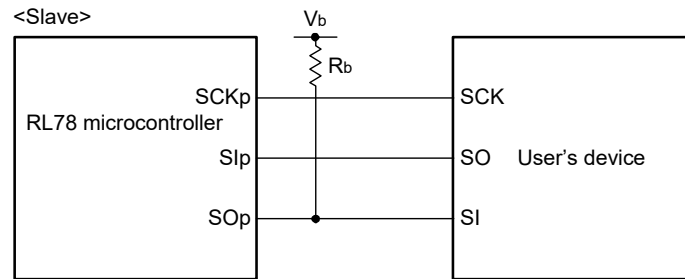 <Slave>
Vb
Rb
SCKp SCK
RL78 microcontroller
SIp SO User's device
SOp SI